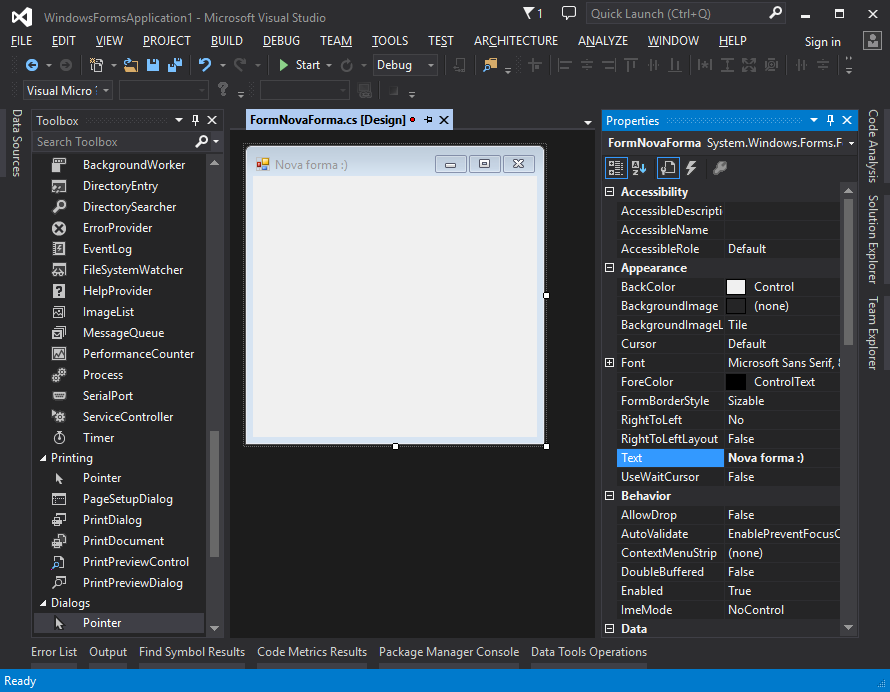 WindowsFormsApplication1 - Microsoft Visual Studio
1
Quick Launch (Ctrl+Q)
FILE EDIT VIEW PROJECT BUILD DEBUG TEAM TOOLS TEST ARCHITECTURE ANALYZE WINDOW HELP Sign in
Start Debug
Visual Micro
Data Sources
Toolbox
Search Toolbox
BackgroundWorker
DirectoryEntry
DirectorySearcher
ErrorProvider
EventLog
FileSystemWatcher
HelpProvider
ImageList
MessageQueue
PerformanceCounter
Process
SerialPort
ServiceController
Timer
Printing
Pointer
PageSetupDialog
PrintDialog
PrintDocument
PrintPreviewControl
PrintPreviewDialog
Dialogs
Pointer
FormNovaForma.cs [Design]
Nova forma :)
Properties
FormNovaForma System.Windows.Forms.F
Accessibility
AccessibleDescripti
AccessibleName
AccessibleRole Default
Appearance
BackColor Control
BackgroundImage (none)
BackgroundImageL Tile
Cursor Default
Font Microsoft Sans Serif, 8
ForeColor ControlText
FormBorderStyle Sizable
RightToLeft No
RightToLeftLayout False
Text Nova forma :)
UseWaitCursor False
Behavior
AllowDrop False
AutoValidate EnablePreventFocusC
ContextMenuStrip (none)
DoubleBuffered False
Enabled True
ImeMode NoControl
Data
Code Analysis
Solution Explorer
Team Explorer
Error List Output Find Symbol Results Code Metrics Results Package Manager Console Data Tools Operations
Ready